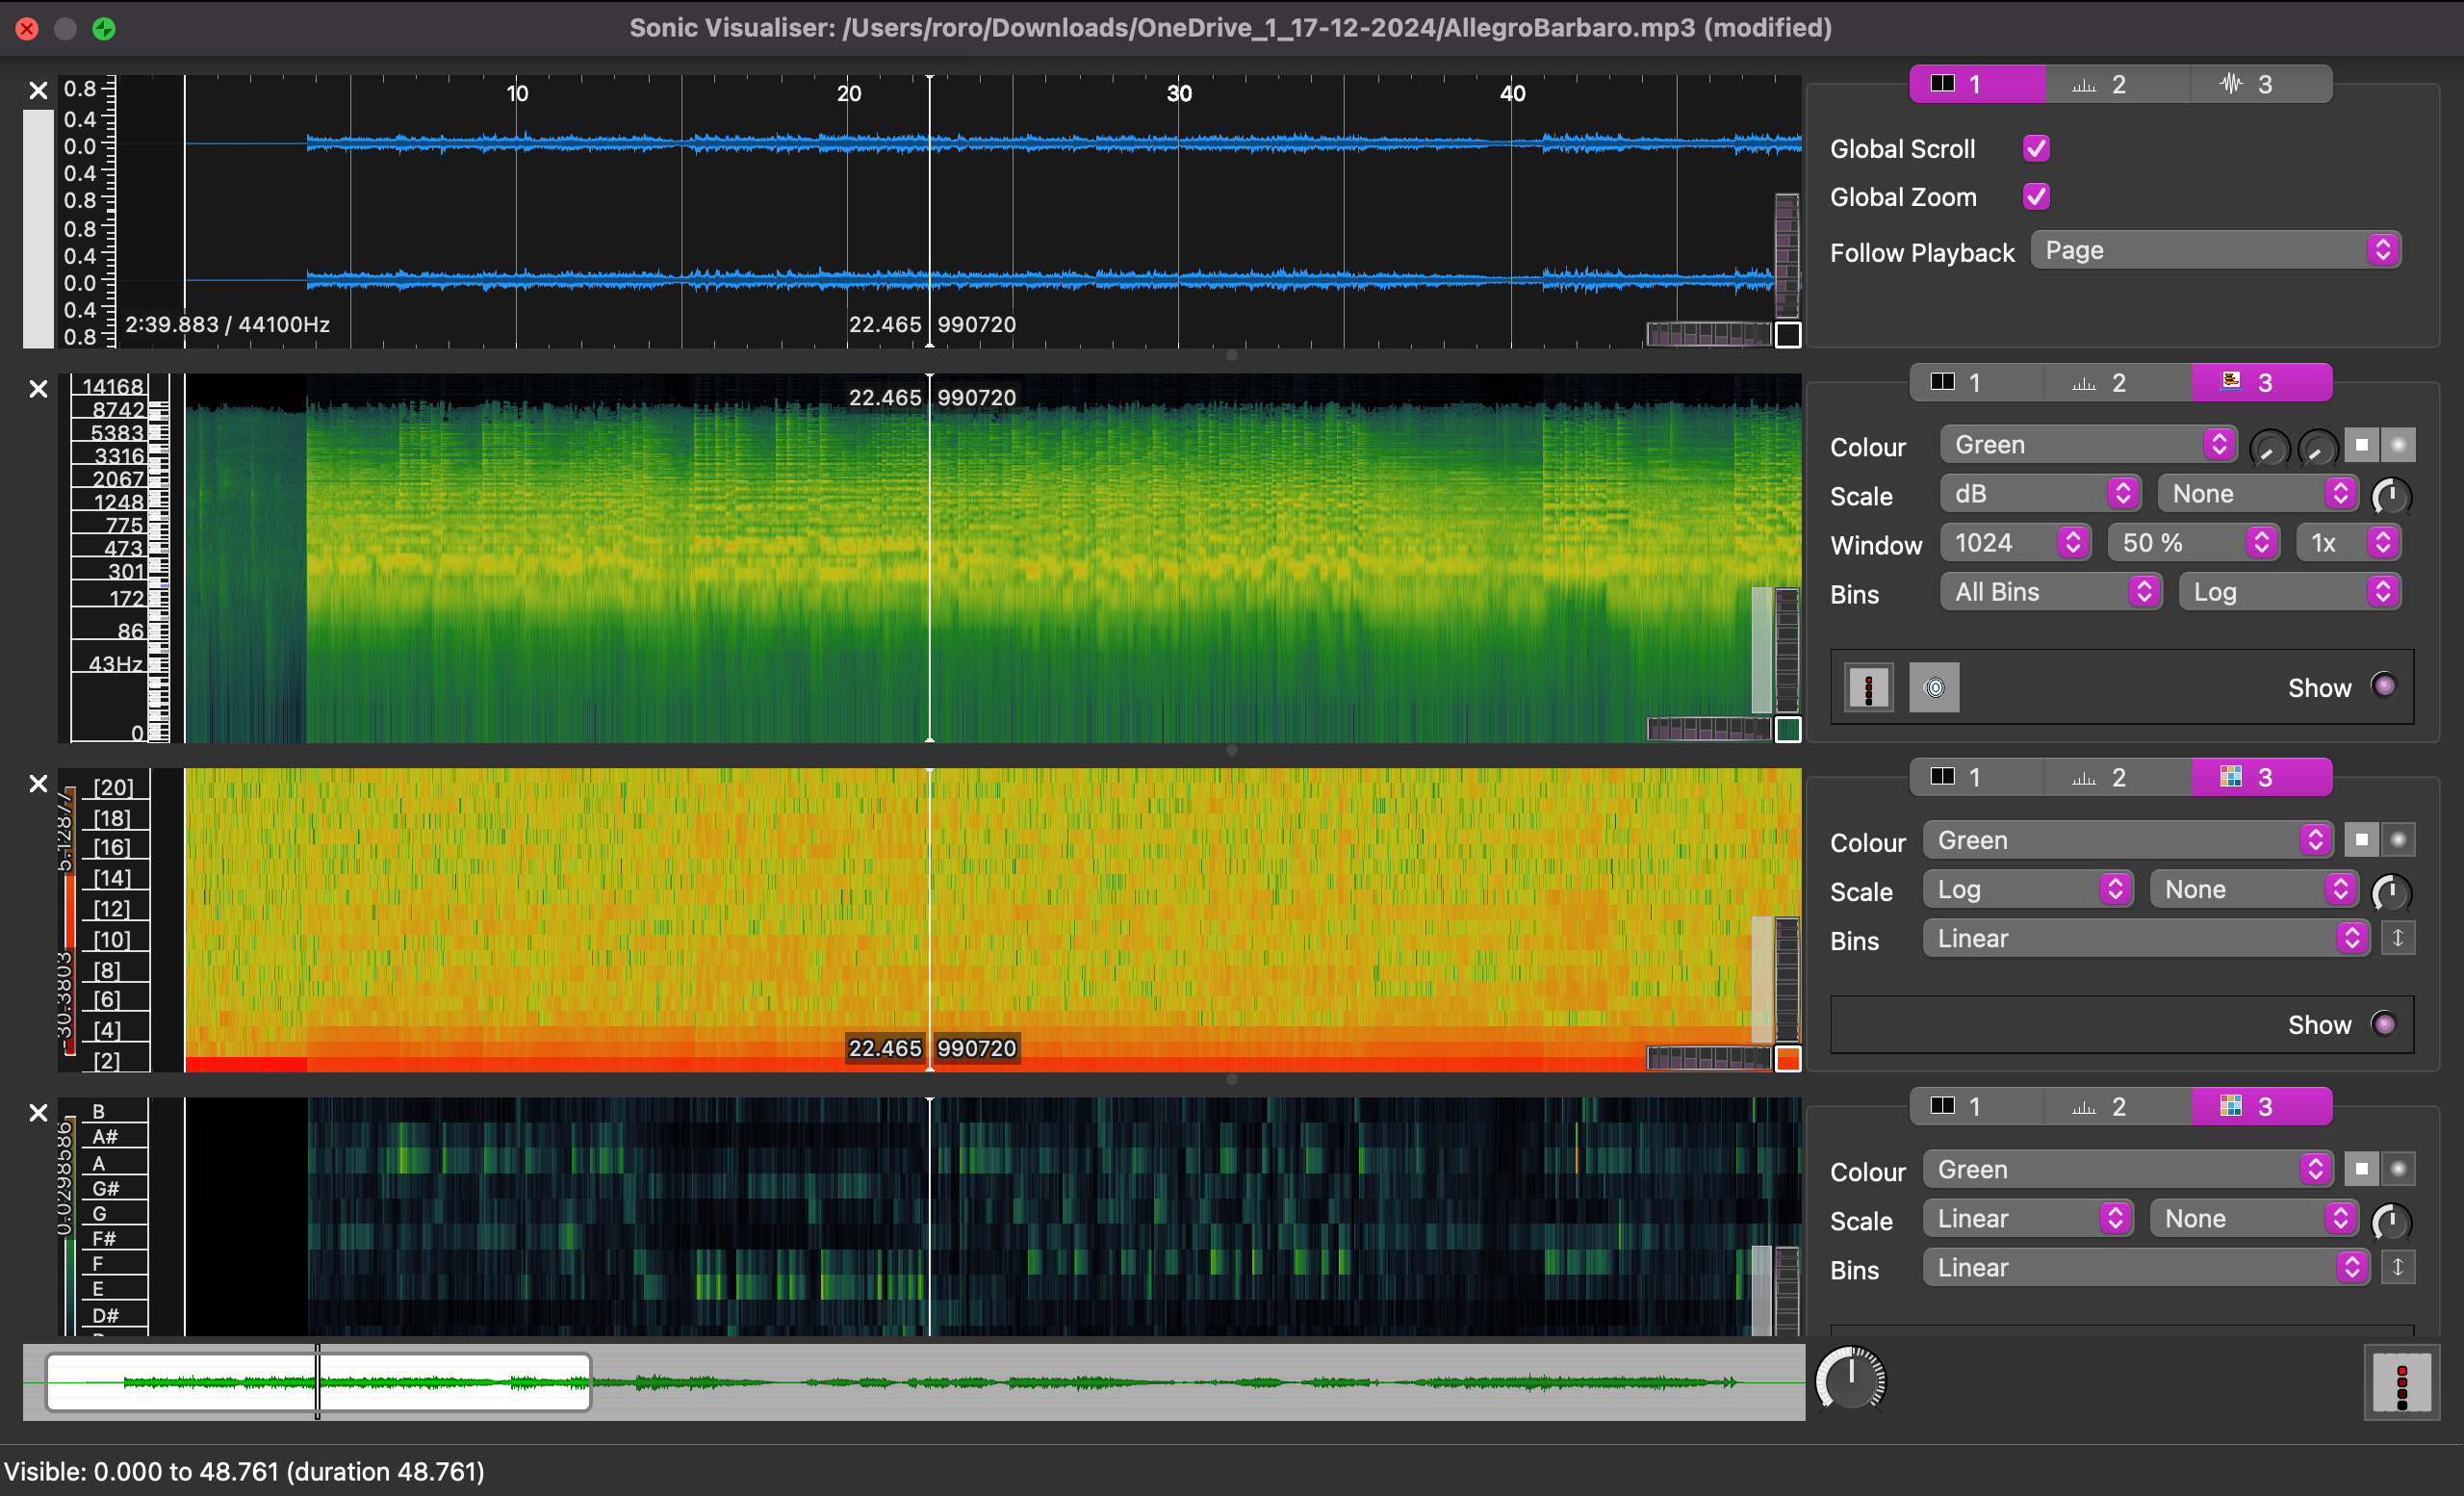 Sonic Visualiser: /Users/roro/Downloads/OneDrive_1_17-12-2024/AllegroBarbaro.mp3 (modified)
0.8
0.4
0.0
0.4
0.8
0.8
0.4
0.0
0.4
0.8
10
20
30
40
2:39.883 / 44100Hz
22.465 990720
1 2 3
Global Scroll
Global Zoom
Follow Playback Page
14168
8742
5383
3316
2067
1248
775
473
301
172
86
43Hz
0
22.465 990720
1 2 3
Colour Green
Scale dB None
Window 1024 50 % 1x
Bins All Bins Log
Show
5.12877
-30.3803
[20]
[18]
[16]
[14]
[12]
[10]
[8]
[6]
[4]
[2]
22.465 990720
1 2 3
Colour Green
Scale Log None
Bins Linear
Show
0.0298586
B
A#
A
G#
G
F#
F
E
D#
1 2 3
Colour Green
Scale Linear None
Bins Linear
Visible: 0.000 to 48.761 (duration 48.761)